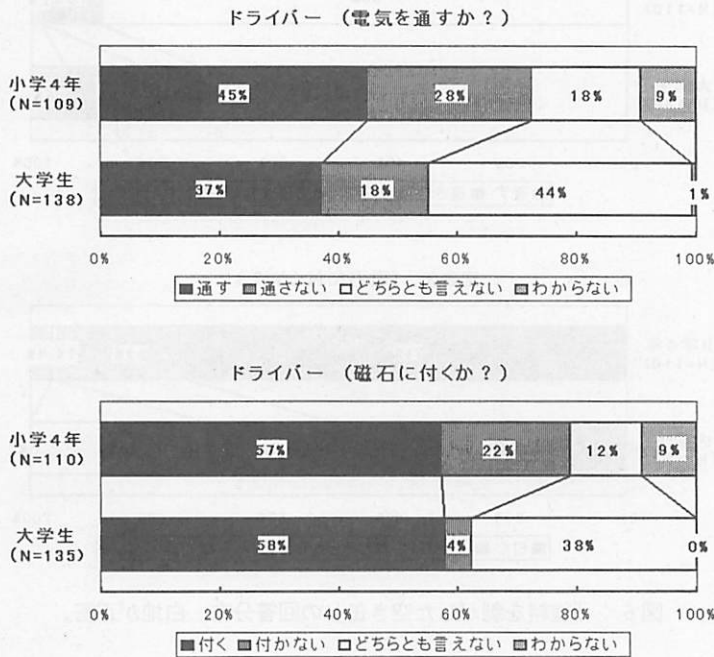 ドライバー (電気を通すか?)
小学4年
(N=109)
45% 28% 18% 9%
大学生
(N=138)
37% 18% 44% 1%
0% 20% 40% 60% 80% 100%
■通す ■通さない □どちらとも言えない ■わからない
ドライバー (磁石に付くか?)
小学4年
(N=110)
57% 22% 12% 9%
大学生
(N=135)
58% 4% 38% 0%
0% 20% 40% 60% 80% 100%
■付く ■付かない □どちらとも言えない ■わからない